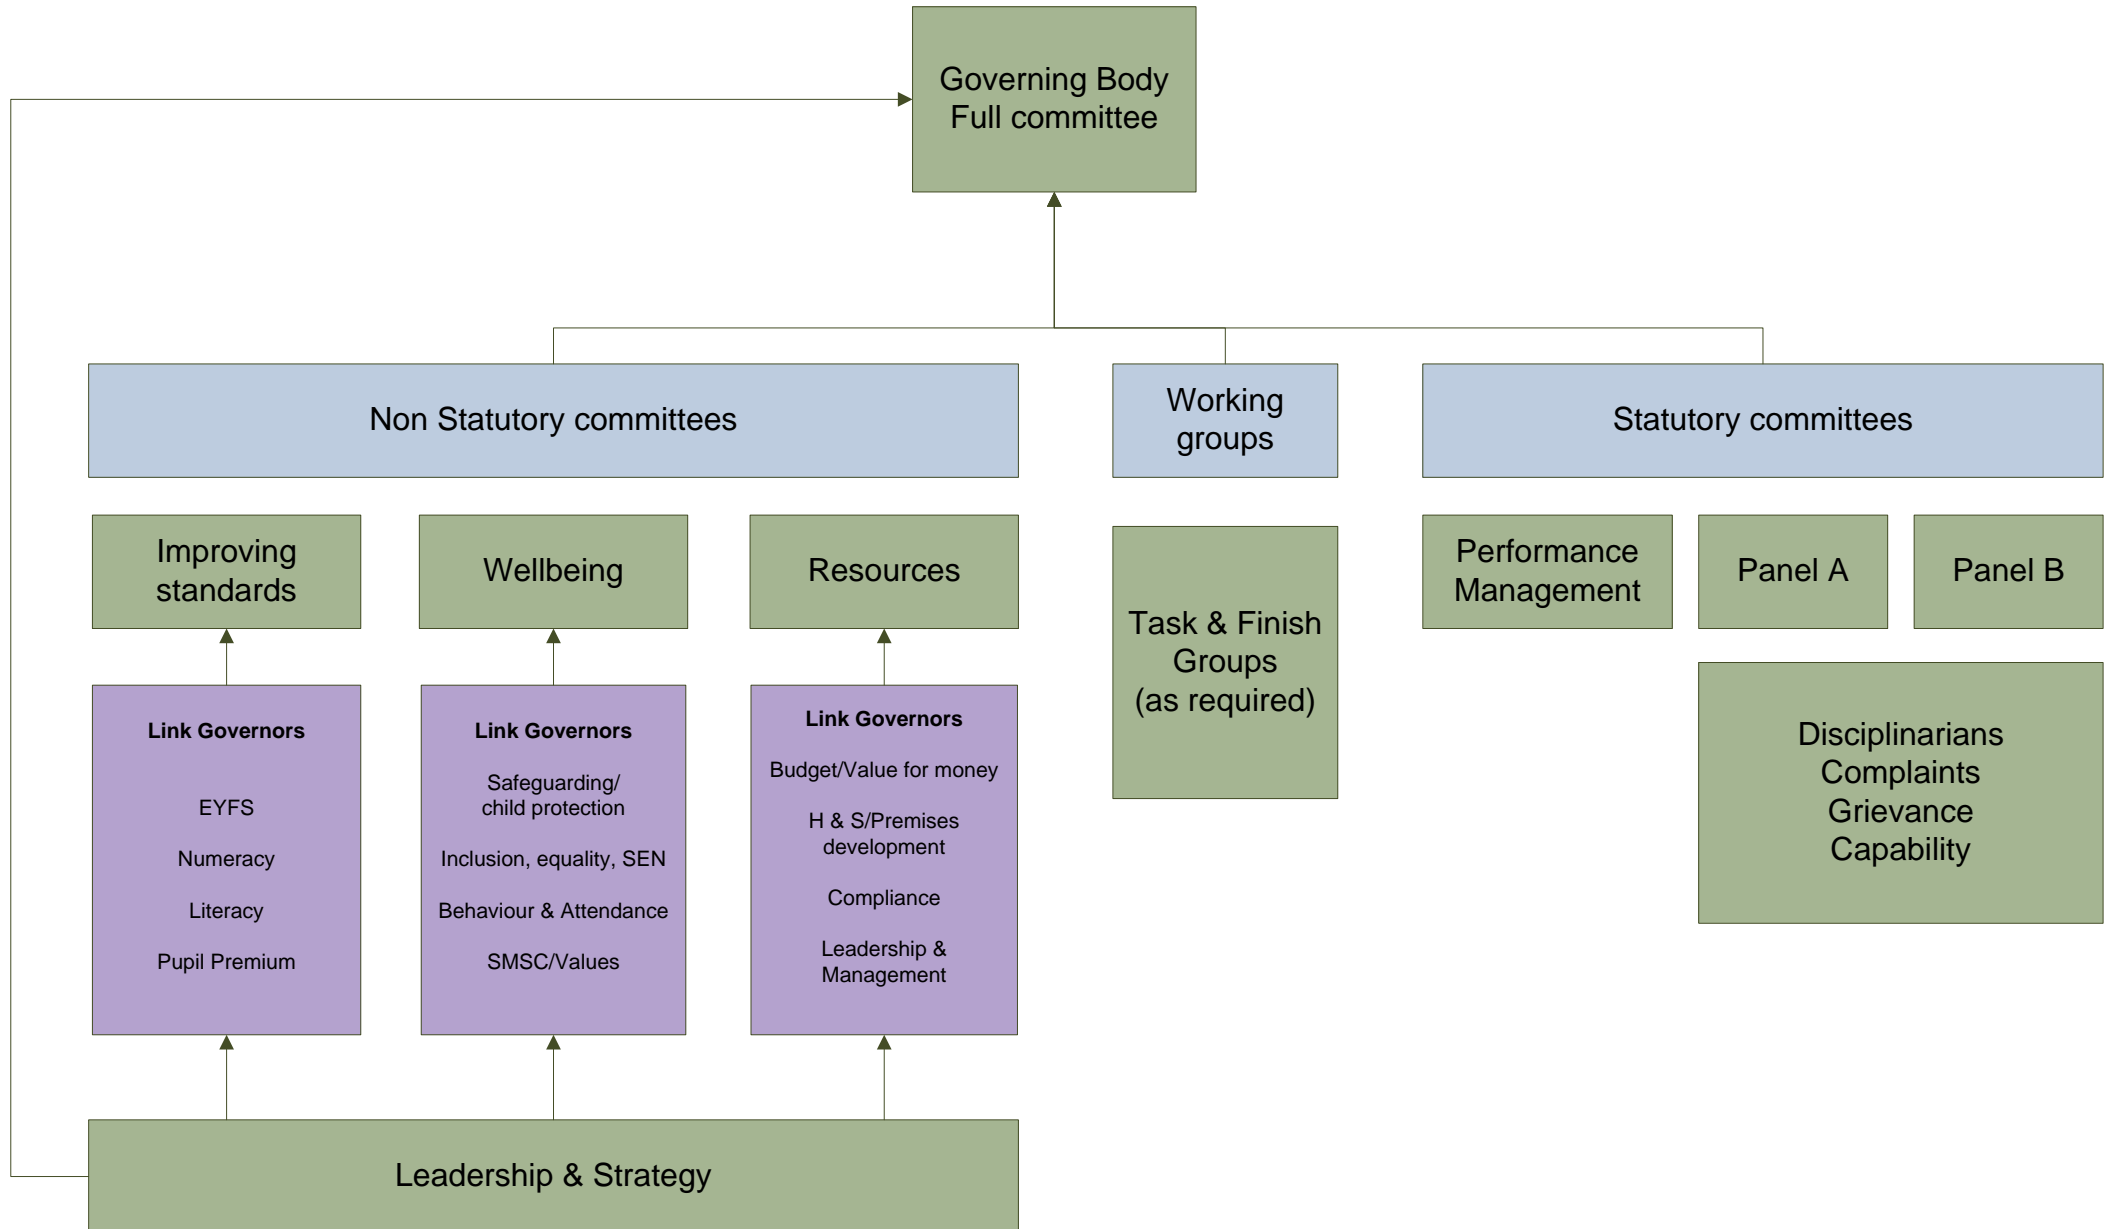 Governing Body
Full committee
Non Statutory committees
Working
groups
Statutory committees
Improving
standards
Wellbeing
Resources
Task & Finish
Groups
(as required)
Performance
Management
Panel A
Panel B
Link Governors
EYFS
Numeracy
Literacy
Pupil Premium
Link Governors
Safeguarding/
child protection
Inclusion, equality, SEN
Behaviour & Attendance
SMSC/Values
Link Governors
Budget/Value for money
H & S/Premises
development
Compliance
Leadership &
Management
Disciplinarians
Complaints
Grievance
Capability
Leadership & Strategy